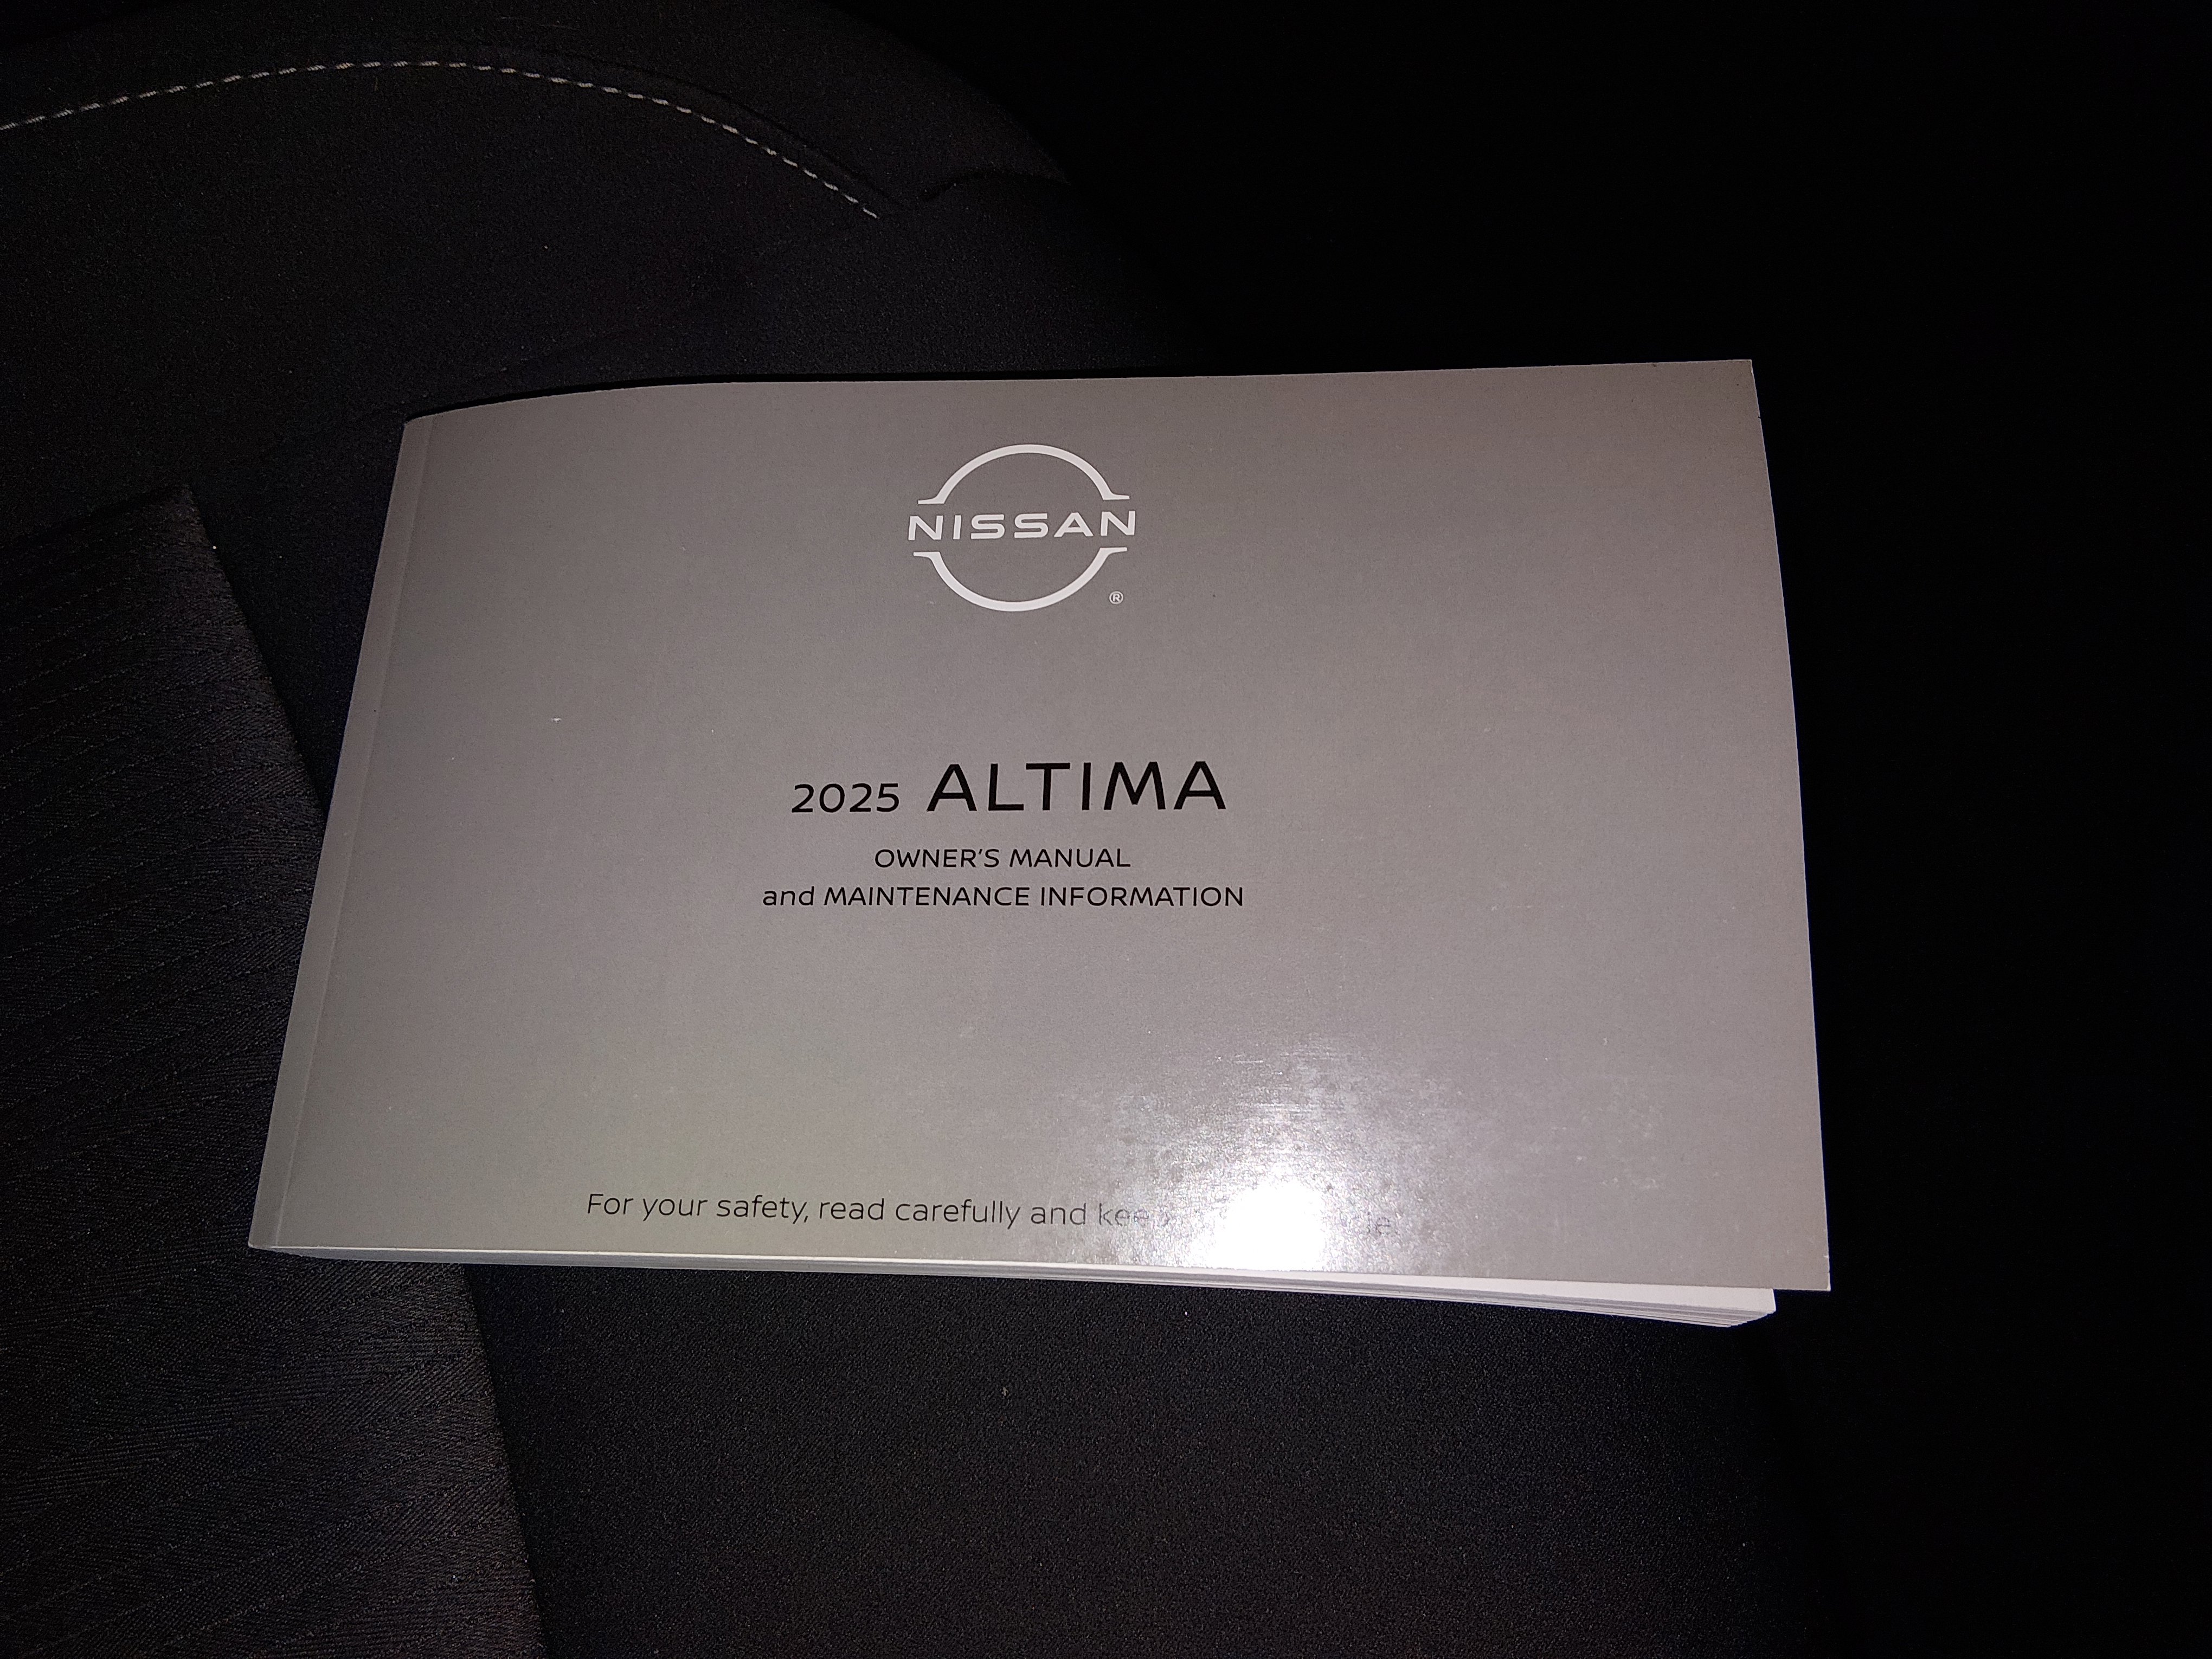 NISSAN
®
2025 ALTIMA
OWNER'S MANUAL
and MAINTENANCE INFORMATION
For your safety, read carefully and